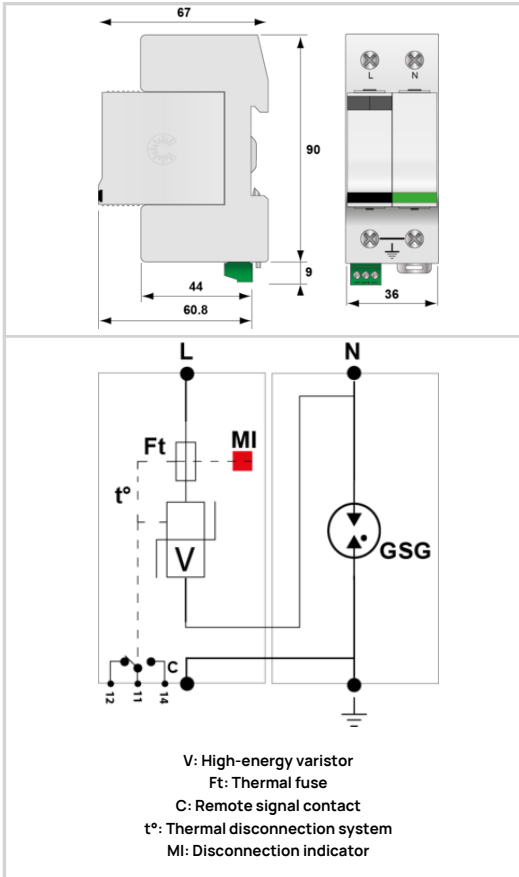 67
90
L N
9
44
36
60.8
L N
Ft MI
t°
V
GSG
C
12 11 14
V: High-energy varistor
Ft: Thermal fuse
C: Remote signal contact
t°: Thermal disconnection system
MI: Disconnection indicator